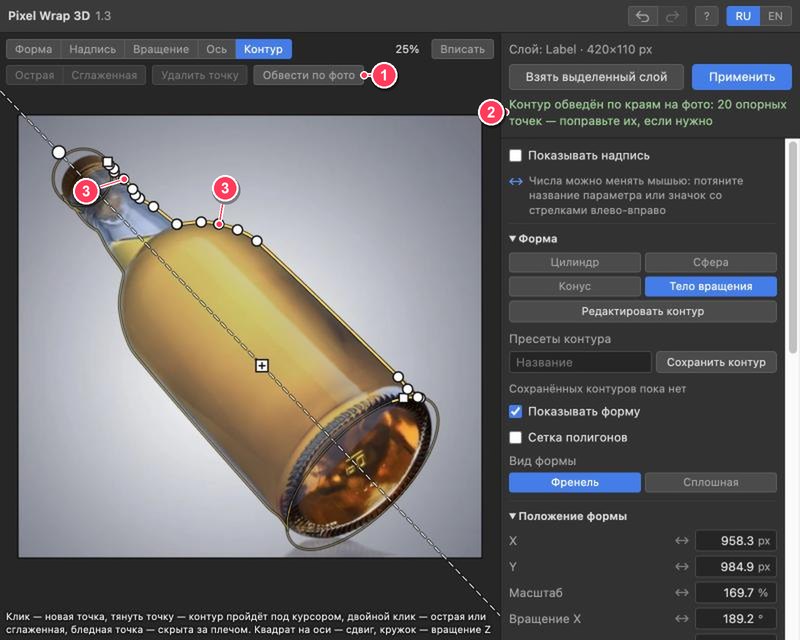 Pixel Wrap 3D 1.3
? RU EN
Форма Надпись Вращение Ось Контур 25% Вписать
Острая Сглаженная Удалить точку Обвести по фото 1
Слой: Label · 420×110 px
Взять выделенный слой Применить
2 Контур обведён по краям на фото: 20 опорных
точек — поправьте их, если нужно
Показывать надпись
Числа можно менять мышью: потяните
название параметра или значок со
стрелками влево-вправо
3 3
Форма
Цилиндр Сфера
Конус Тело вращения
Редактировать контур
Пресеты контура
Название Сохранить контур
Сохранённых контуров пока нет
Показывать форму
Сетка полигонов
Вид формы
Френель Сплошная
Положение формы
X 958.3 px
Y 984.9 px
Масштаб 169.7 %
Вращение X 189.2 °
Клик — новая точка, тянуть точку — контур пройдёт под курсором, двойной клик — острая или
сглаженная, бледная точка — скрыта за плечом. Квадрат на оси — сдвиг, кружок — вращение Z